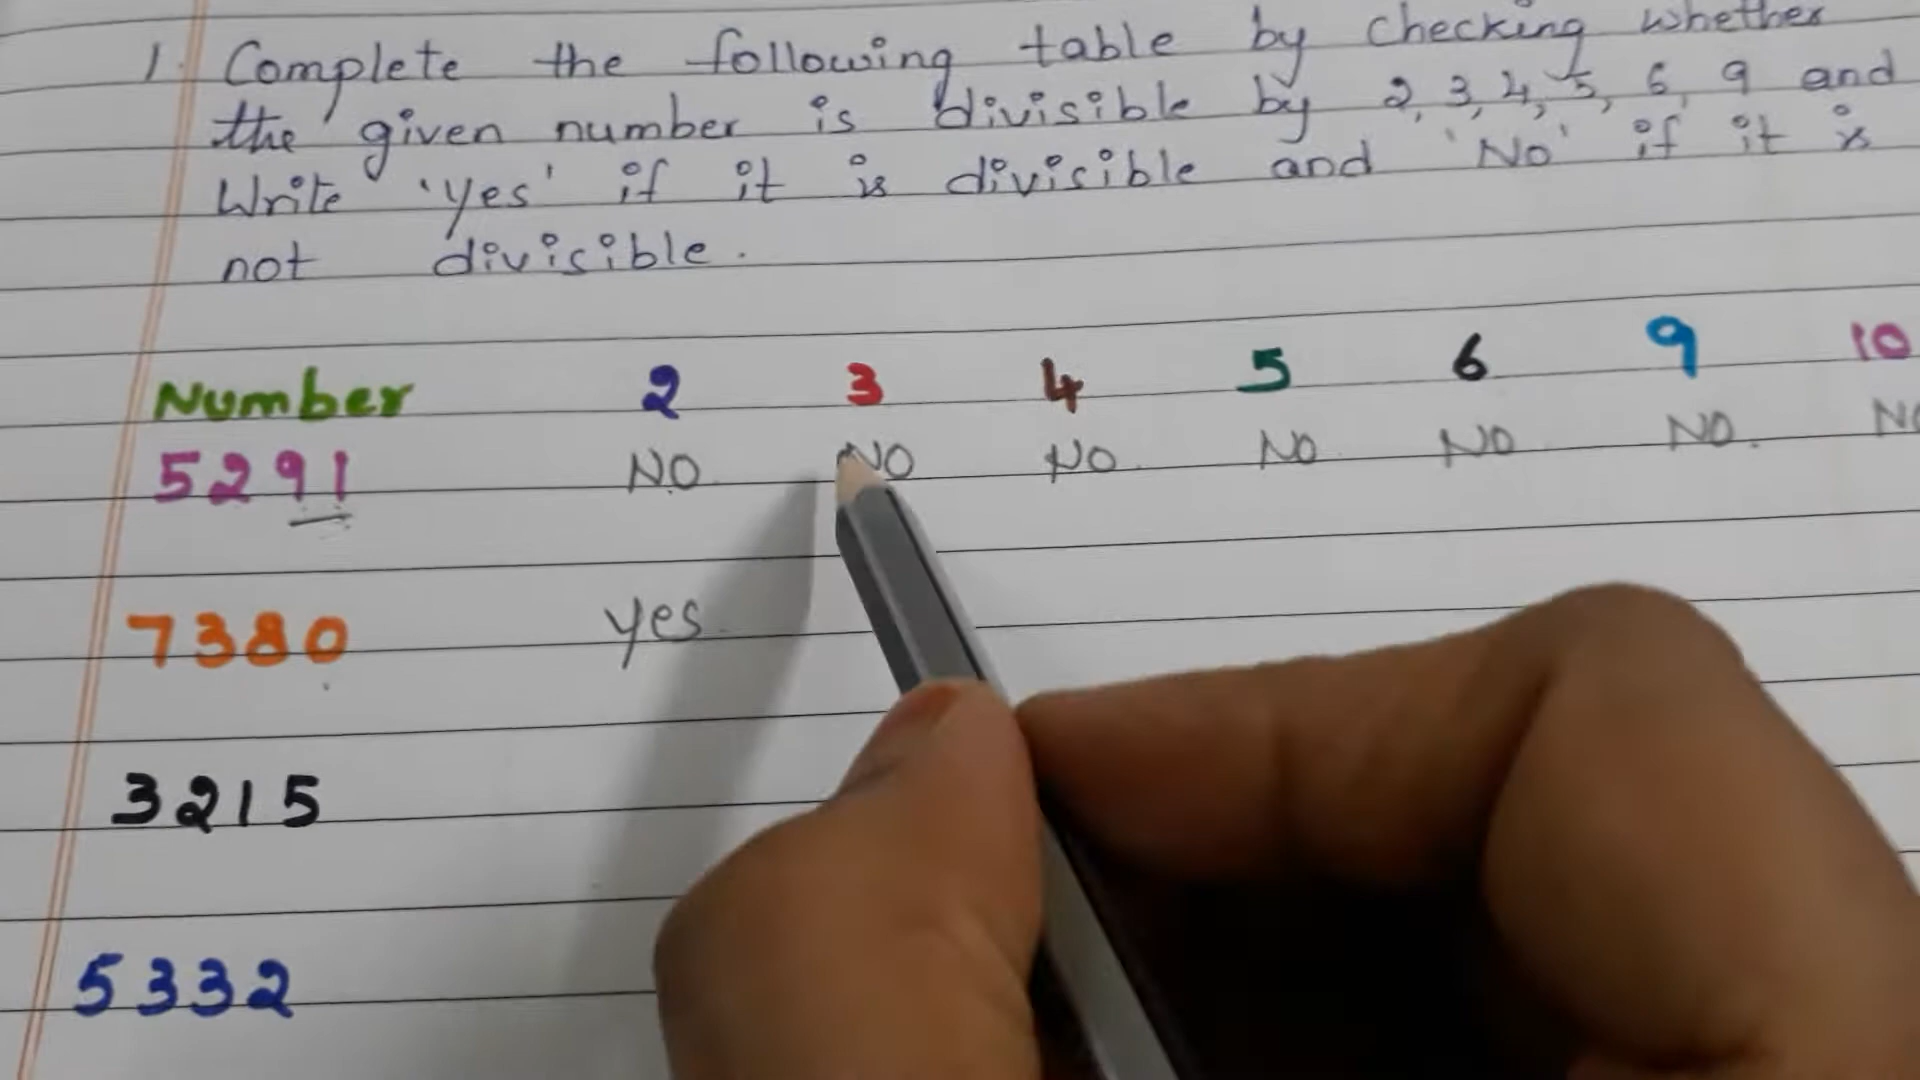 1. Complete the following table by checking whether
the given number is divisible by 2, 3, 4, 5, 6, 9 and
Write 'yes' if it is divisible and 'No' if it is
not divisible.
Number 2 3 4 5 6 9 10
5291 NO NO NO NO NO NO. NO
7380 yes
3215
5332